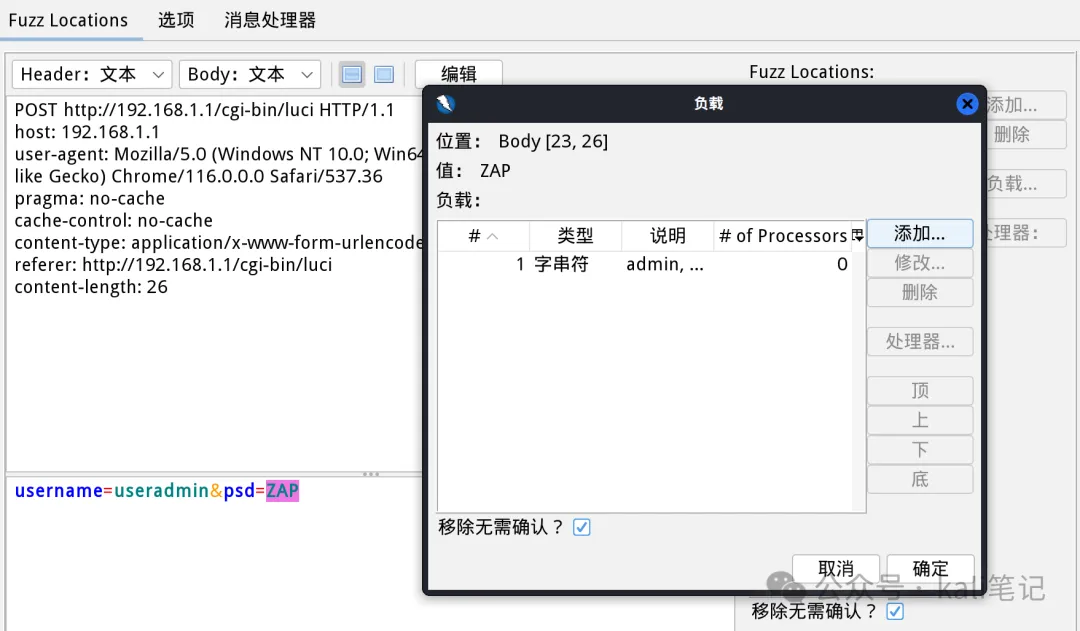 Fuzz Locations 选项 消息处理器
Header: 文本 Body: 文本 编辑 Fuzz Locations:
POST http://192.168.1.1/cgi-bin/luci HTTP/1.1
host: 192.168.1.1
user-agent: Mozilla/5.0 (Windows NT 10.0; Win64
like Gecko) Chrome/116.0.0.0 Safari/537.36
pragma: no-cache
cache-control: no-cache
content-type: application/x-www-form-urlencode
referer: http://192.168.1.1/cgi-bin/luci
content-length: 26
username=useradmin&psd=ZAP
负载
位置: Body [23, 26]
值: ZAP
负载:
# 类型 说明 # of Processors
1 字串符 admin, ... 0
添加...
修改...
删除
处理器...
顶
上
下
底
移除无需确认？
取消 确定
添加...
删除
负载...
处理器:
公众号 · kali笔记
移除无需确认？